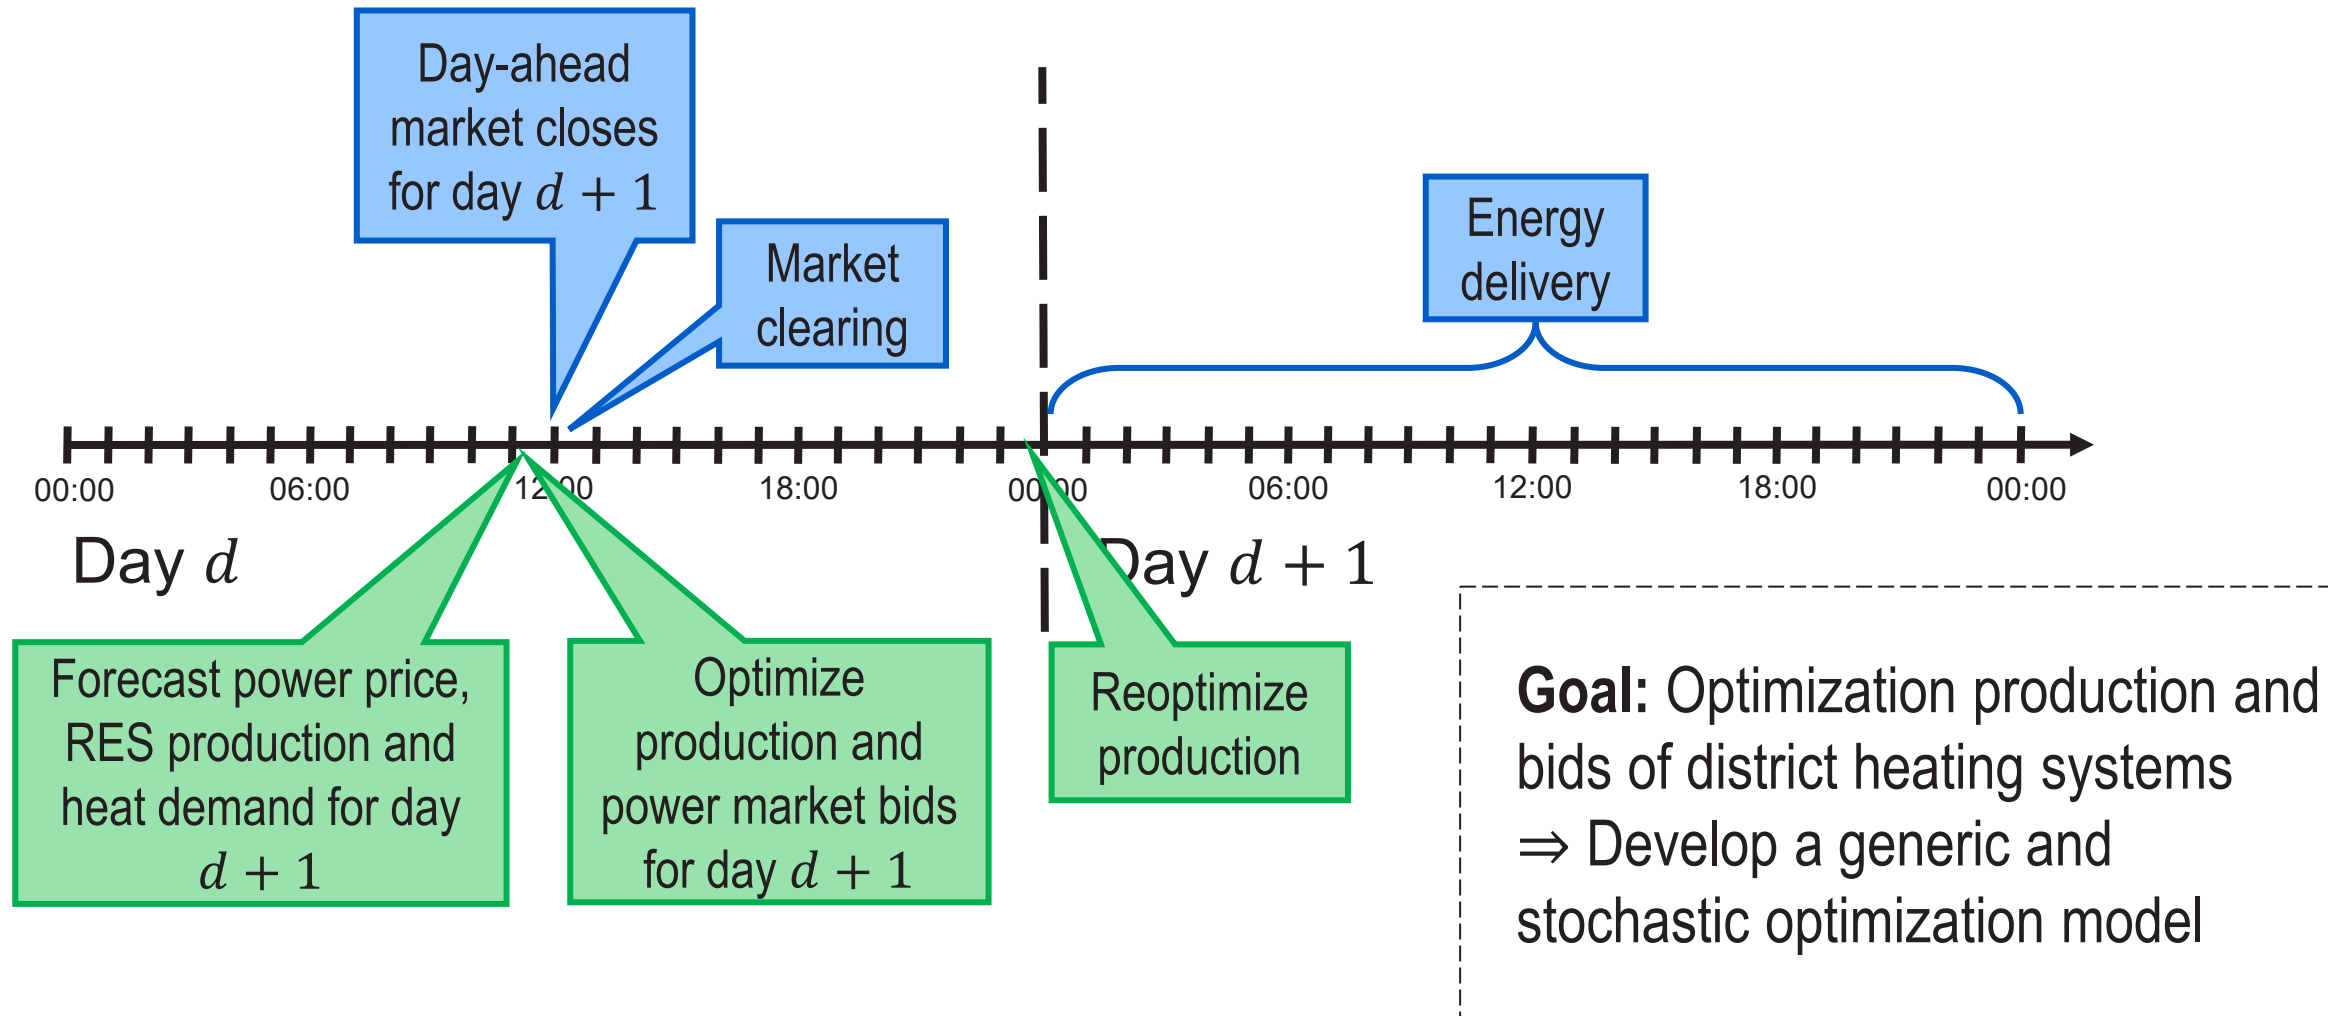 Day-ahead
market closes
for day d + 1
Market
clearing
Energy
delivery
00:00
06:00
12:00
18:00
00:00
06:00
12:00
18:00
00:00
Day d
Day d + 1
Forecast power price,
RES production and
heat demand for day
d + 1
Optimize
production and
power market bids
for day d + 1
Reoptimize
production
Goal: Optimization production and
bids of district heating systems
⇒ Develop a generic and
stochastic optimization model